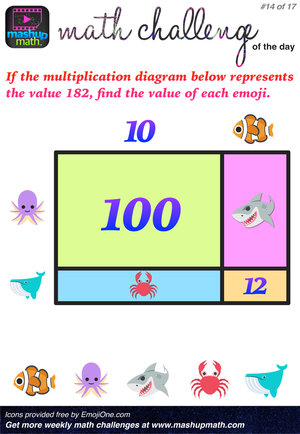 #14 of 17
mashup
math
math challenge
of the day
If the multiplication diagram below represents
the value 182, find the value of each emoji.
10
100
12
Icons provided free by EmojiOne.com
Get more weekly math challenges at www.mashupmath.com